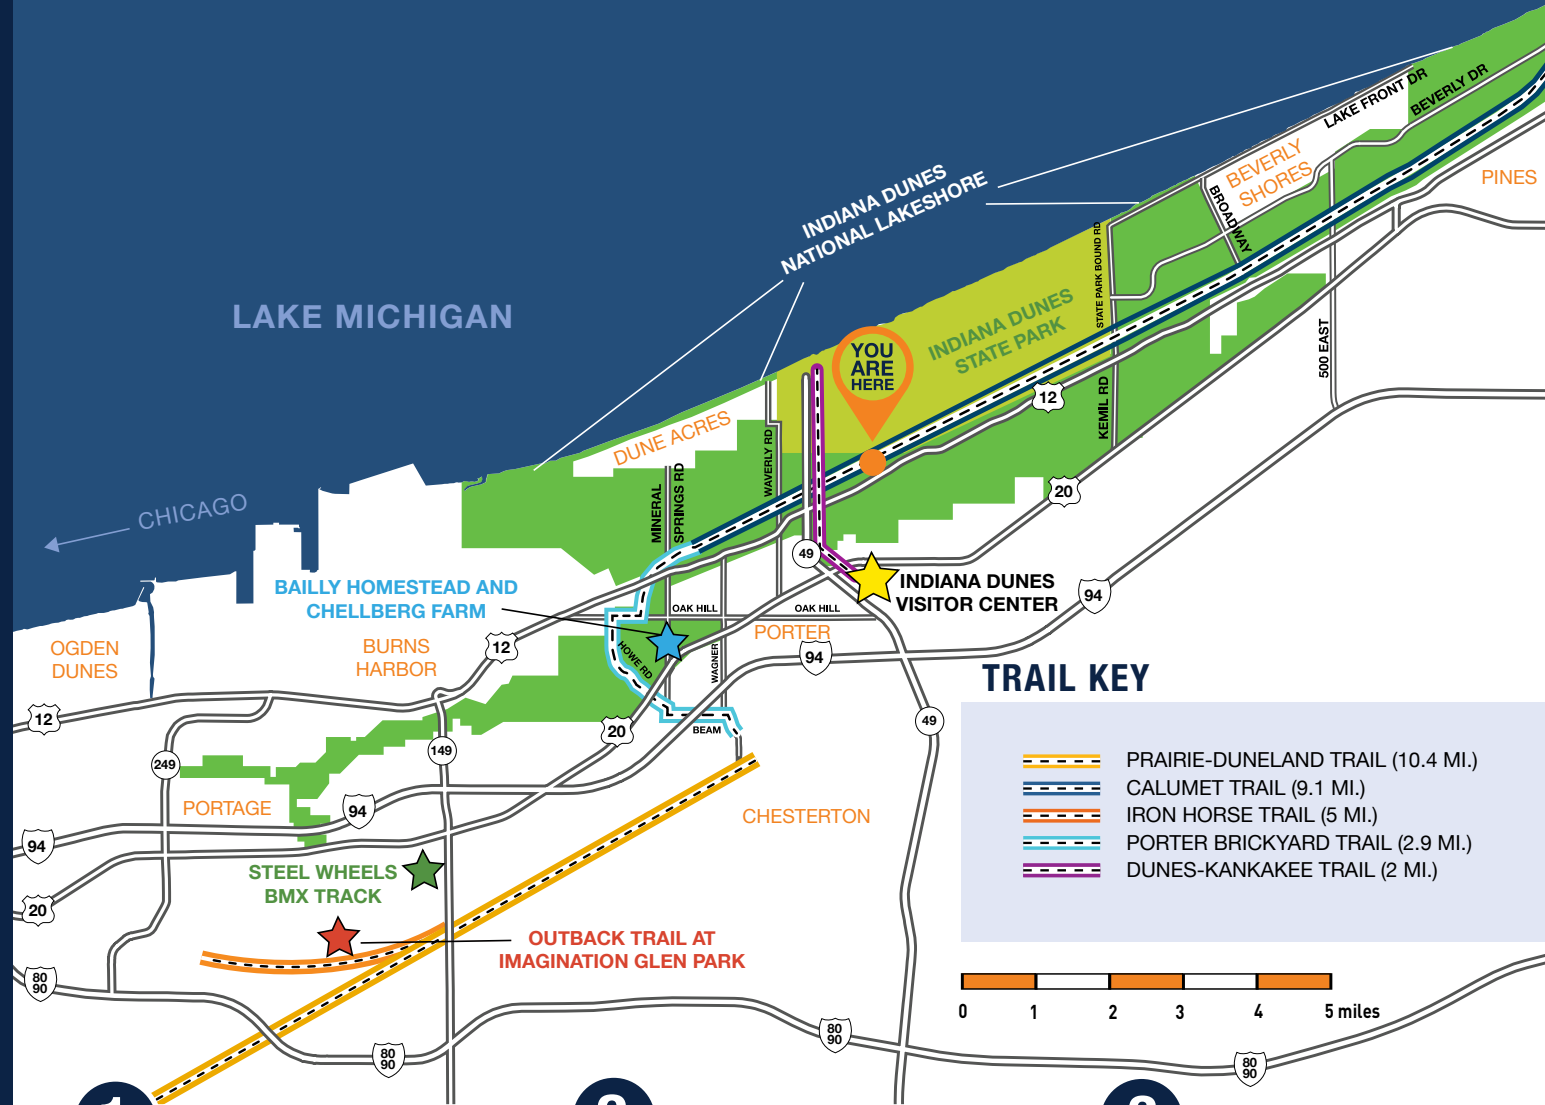 LAKE FRONT DR
BEVERLY DR
BEVERLY
SHORES
PINES
BROADWAY
INDIANA DUNES
NATIONAL LAKESHORE
STATE PARK BOUND RD
LAKE MICHIGAN
INDIANA DUNES
STATE PARK
YOU
ARE
HERE
500 EAST
12
KEMIL RD
DUNE ACRES
WAVERLY RD
MINERAL
SPRINGS RD
20
CHICAGO
49
BAILLY HOMESTEAD AND
CHELLBERG FARM
INDIANA DUNES
VISITOR CENTER
94
OAK HILL
OAK HILL
PORTER
OGDEN
DUNES
BURNS
HARBOR
12
HOWE RD
WAGNER
94
TRAIL KEY
12
20
BEAM
49
249
149
PRAIRIE-DUNELAND TRAIL (10.4 MI.)
CALUMET TRAIL (9.1 MI.)
IRON HORSE TRAIL (5 MI.)
PORTER BRICKYARD TRAIL (2.9 MI.)
DUNES-KANKAKEE TRAIL (2 MI.)
PORTAGE
94
CHESTERTON
94
STEEL WHEELS
BMX TRACK
20
OUTBACK TRAIL AT
IMAGINATION GLEN PARK
80
90
0 1 2 3 4 5 miles
80
90
80
90
80
90